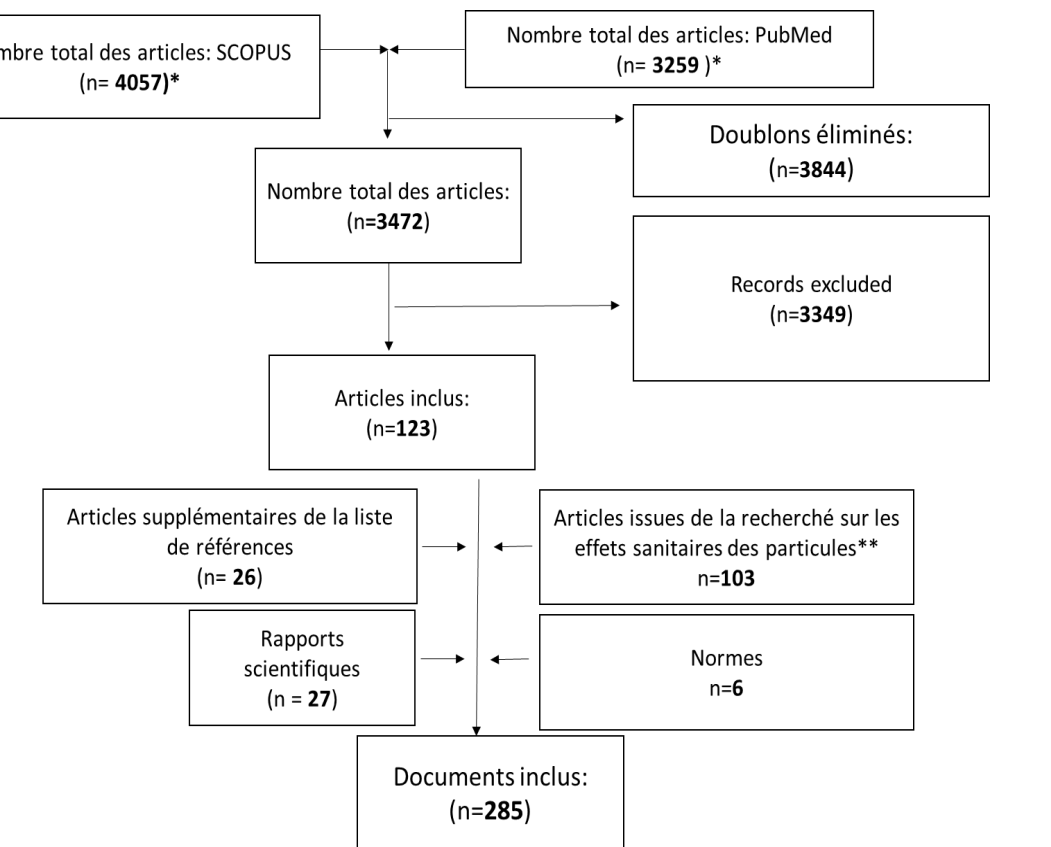 mbre total des articles: SCOPUS
(n= 4057)*
Nombre total des articles: PubMed
(n= 3259 )*
Doublons éliminés:
(n=3844)
Nombre total des articles:
(n=3472)
Records excluded
(n=3349)
Articles inclus:
(n=123)
Articles supplémentaires de la liste
de références
(n= 26)
Articles issues de la recherché sur les
effets sanitaires des particules**
n=103
Rapports
scientifiques
(n = 27)
Normes
n=6
Documents inclus:
(n=285)